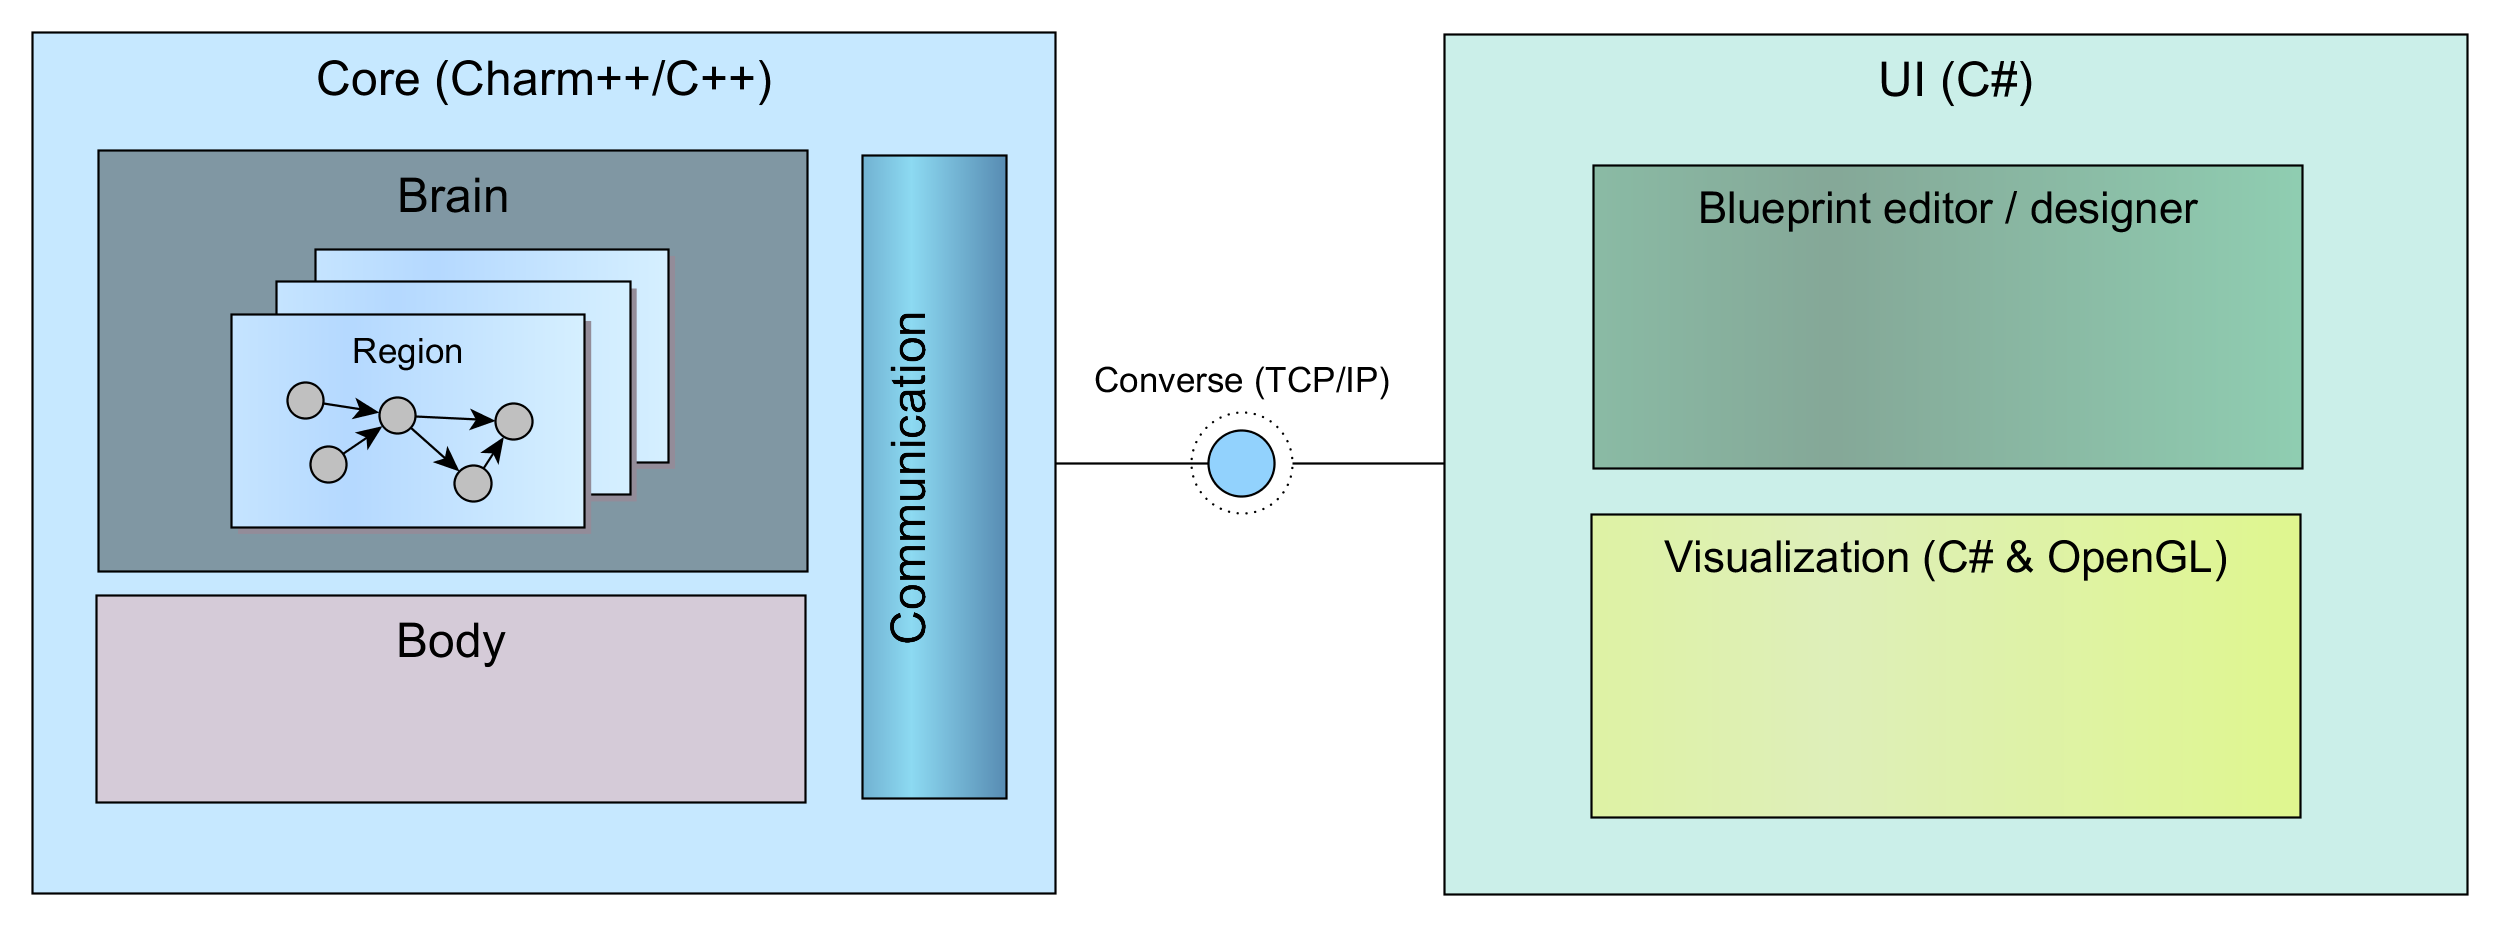 Core (Charm++/C++)
Brain
Region
Body
Communication
Converse (TCP/IP)
UI (C#)
Blueprint editor / designer
Visualization (C# & OpenGL)